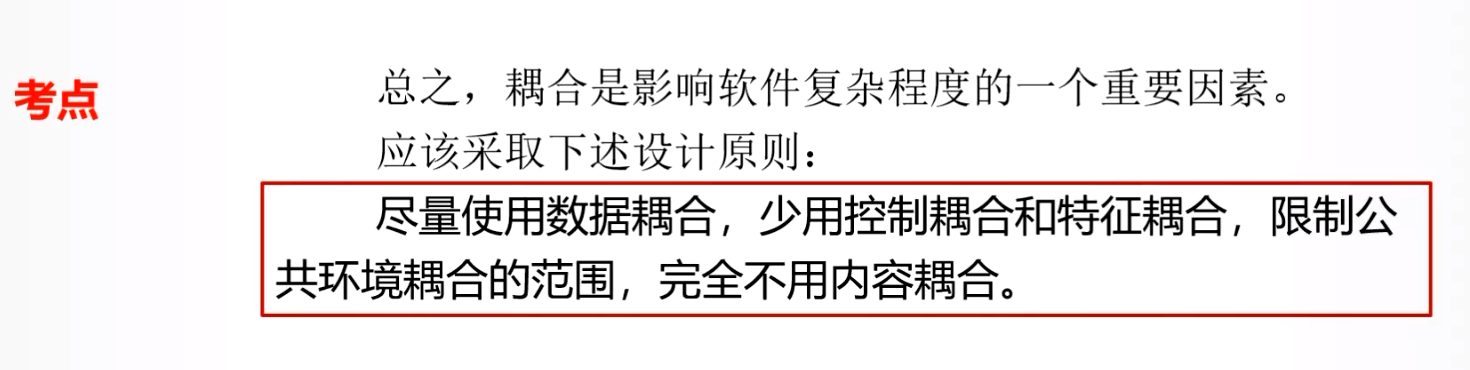 考点
总之，耦合是影响软件复杂程度的一个重要因素。
应该采取下述设计原则：
尽量使用数据耦合，少用控制耦合和特征耦合，限制公
共环境耦合的范围，完全不用内容耦合。